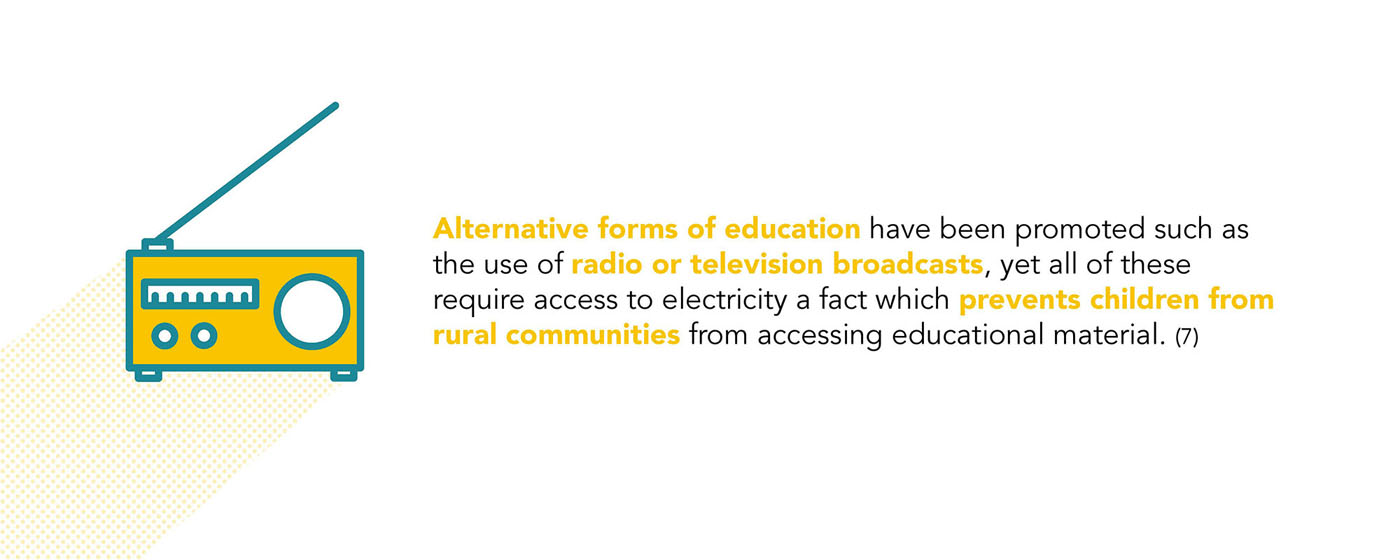 Alternative forms of education have been promoted such as
the use of radio or television broadcasts, yet all of these
require access to electricity a fact which prevents children from
rural communities from accessing educational material. (7)